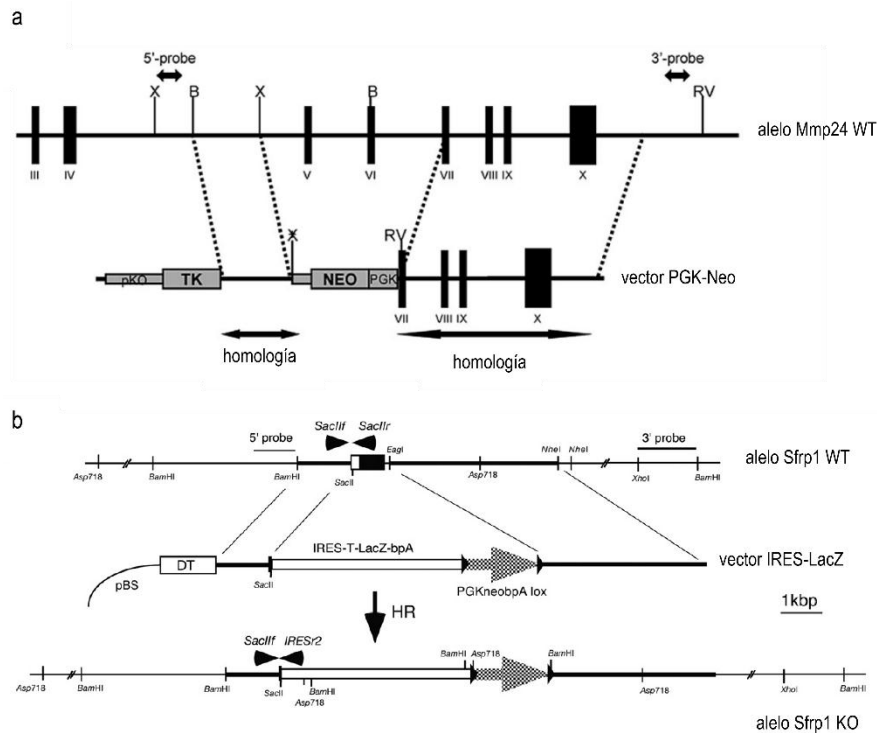 a
5'-probe 3'-probe
X B X B RV
alelo Mmp24 WT
III IV V VI VII VIII IX X
X RV
pKO TK NEO PGK
vector PGK-Neo
VII VIII IX X
homología homología
b
SacIIf SacIIr
5' probe EagI NheI NheI 3' probe
alelo Sfrp1 WT
Asp718 BamHI BamHI SacII Asp718 XhoI BamHI
IRES-T-LacZ-bpA
DT
vector IRES-LacZ
pBS SacII PGKneobpA lox
HR
1kbp
SacIIf IRESr2
BamHI Asp718 BamHI
Asp718 BamHI BamHI SacII BamHI Asp718 Asp718 XhoI BamHI
alelo Sfrp1 KO